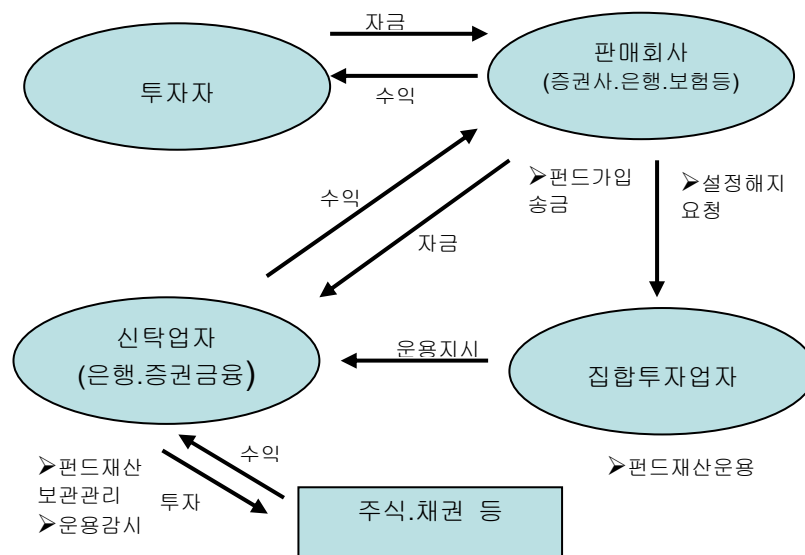 자금
투자자
판매회사
(증권사.은행.보험등)
수익
➢펀드가입
송금
➢설정해지
요청
수익
자금
신탁업자
(은행.증권금융)
운용지시
집합투자업자
➢펀드재산
보관관리
➢운용감시
수익
투자
➢펀드재산운용
주식.채권 등